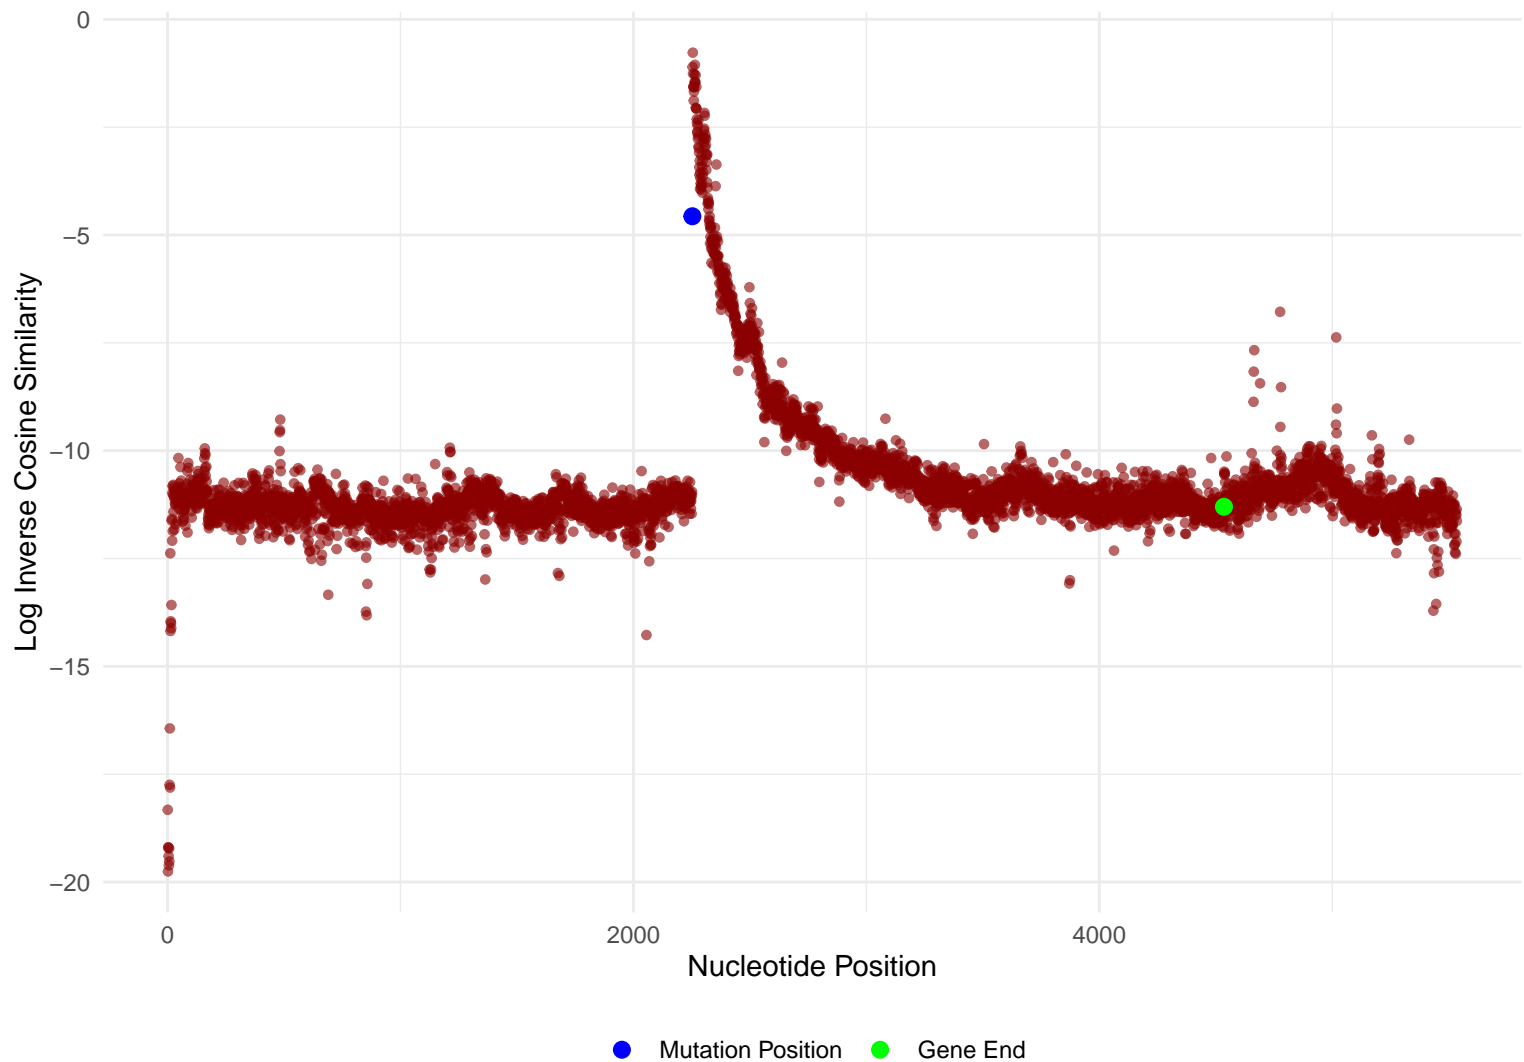 0
−5
−10
−15
−20
Log Inverse Cosine Similarity
0 2000 4000
Nucleotide Position
Mutation Position Gene End